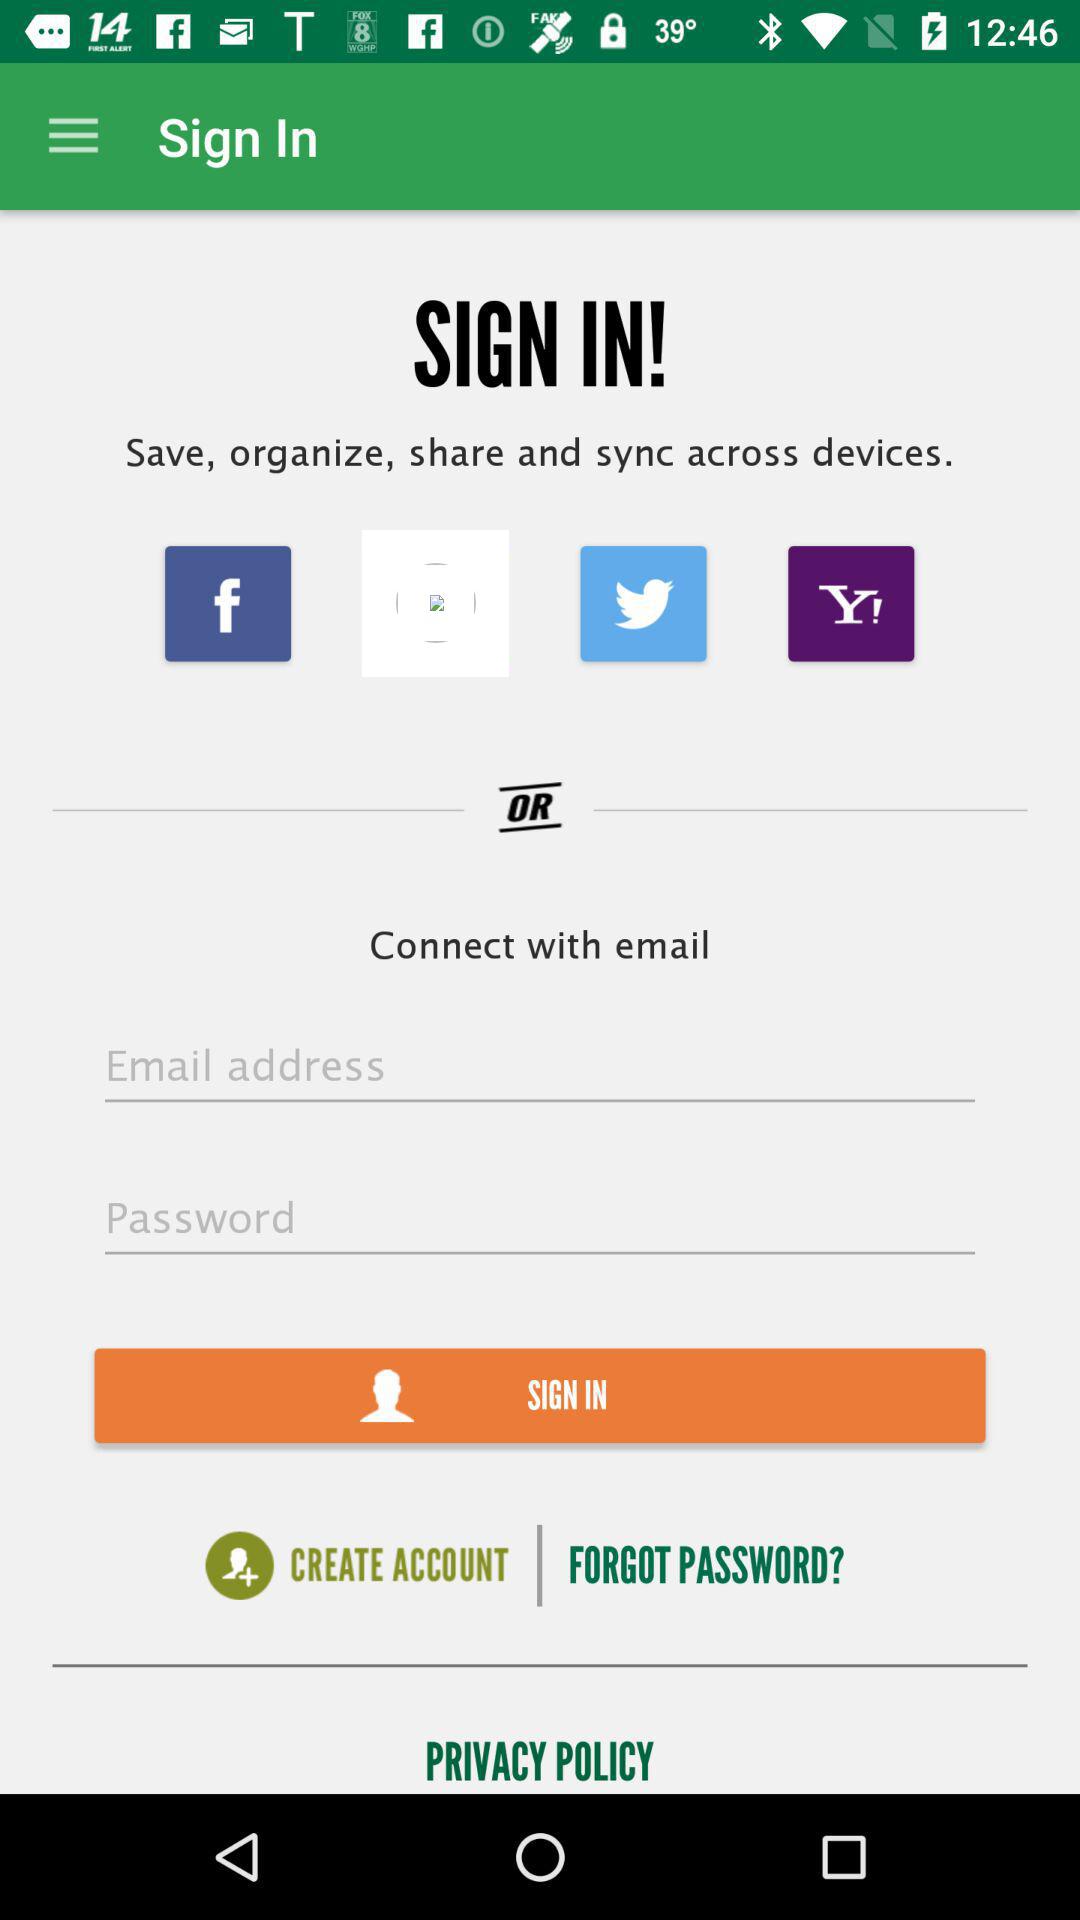 14 FIRST ALERT T FOX 8 WGHP FAKE 39° 12:46
Sign In
SIGN IN!
Save, organize, share and sync across devices.
f Y!
OR
Connect with email
Email address
Password
SIGN IN
CREATE ACCOUNT FORGOT PASSWORD?
PRIVACY POLICY